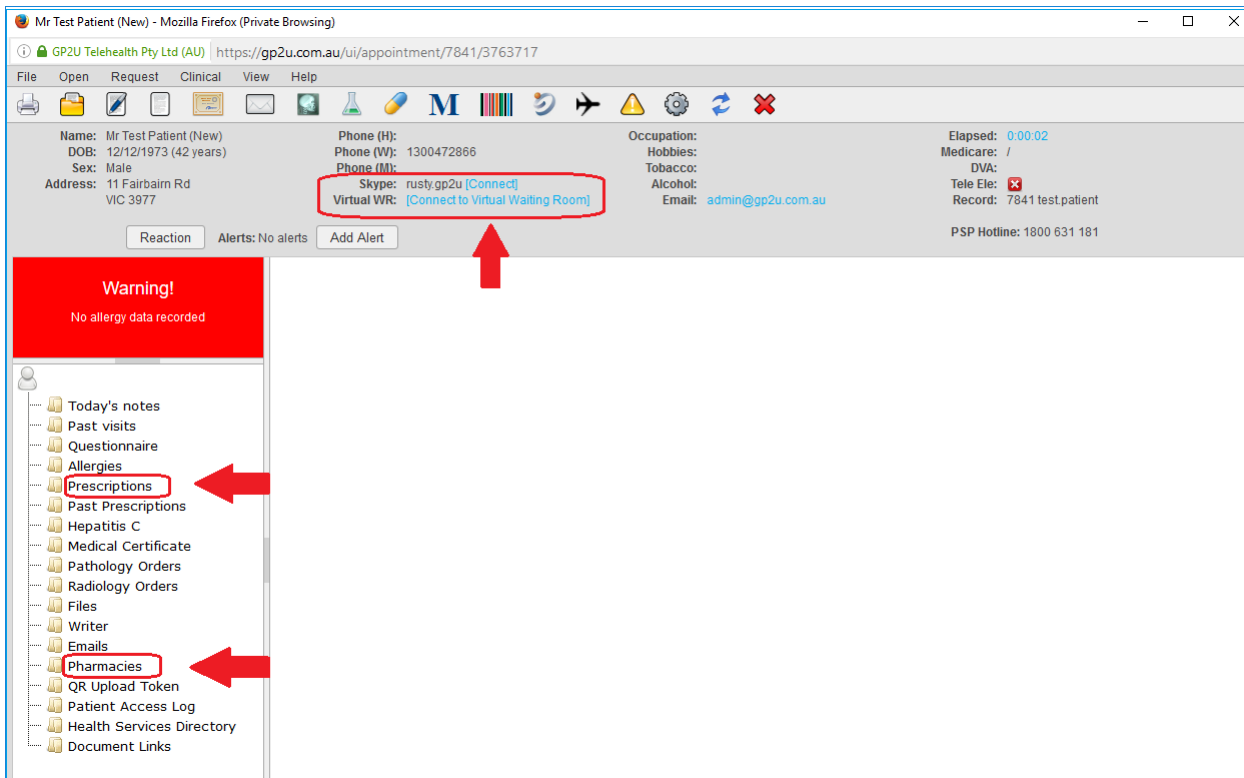 Mr Test Patient (New) - Mozilla Firefox (Private Browsing)
GP2U Telehealth Pty Ltd (AU) https://gp2u.com.au/ui/appointment/7841/3763717
File Open Request Clinical View Help
M
Name: Mr Test Patient (New) Phone (H): Occupation: Elapsed: 0:00:02
DOB: 12/12/1973 (42 years) Phone (W): 1300472866 Hobbies: Medicare: /
Sex: Male Phone (M): Tobacco: DVA:
Address: 11 Fairbairn Rd Skype: rusty.gp2u [Connect] Alcohol: Tele Ele:
VIC 3977 Virtual WR: [Connect to Virtual Waiting Room] Email: admin@gp2u.com.au Record: 7841 test.patient
Reaction Alerts: No alerts Add Alert PSP Hotline: 1800 631 181
Warning!
No allergy data recorded
Today's notes
Past visits
Questionnaire
Allergies
Prescriptions
Past Prescriptions
Hepatitis C
Medical Certificate
Pathology Orders
Radiology Orders
Files
Writer
Emails
Pharmacies
QR Upload Token
Patient Access Log
Health Services Directory
Document Links